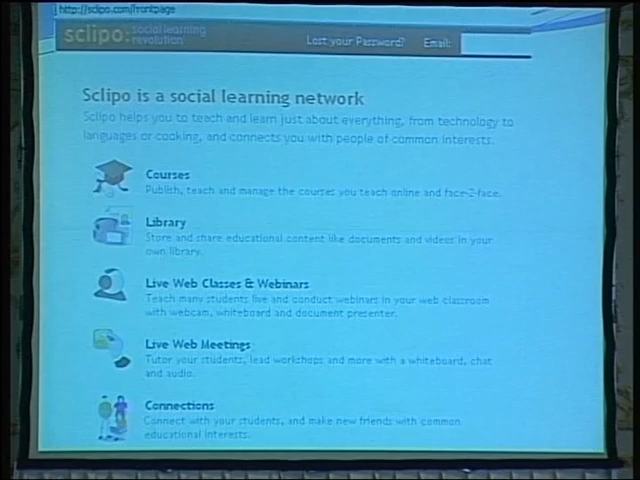 http://sclipo.com/frontpage
sclipo. social learning
revolution
Lost your Password? Email:
Sclipo is a social learning network
Sclipo helps you to teach and learn just about everything, from technology to
languages or cooking, and connects you with people of common interests.
Courses
Publish, teach and manage the courses you teach online and face-2-face.
Library
Store and share educational content like documents and videos in your
own library.
Live Web Classes & Webinars
Teach many students live and conduct webinars in your web classroom
with webcam, whiteboard and document presenter.
Live Web Meetings
Tutor your students, lead workshops and more with a whiteboard, chat
and audio.
Connections
Connect with your students, and make new friends with common
educational interests.